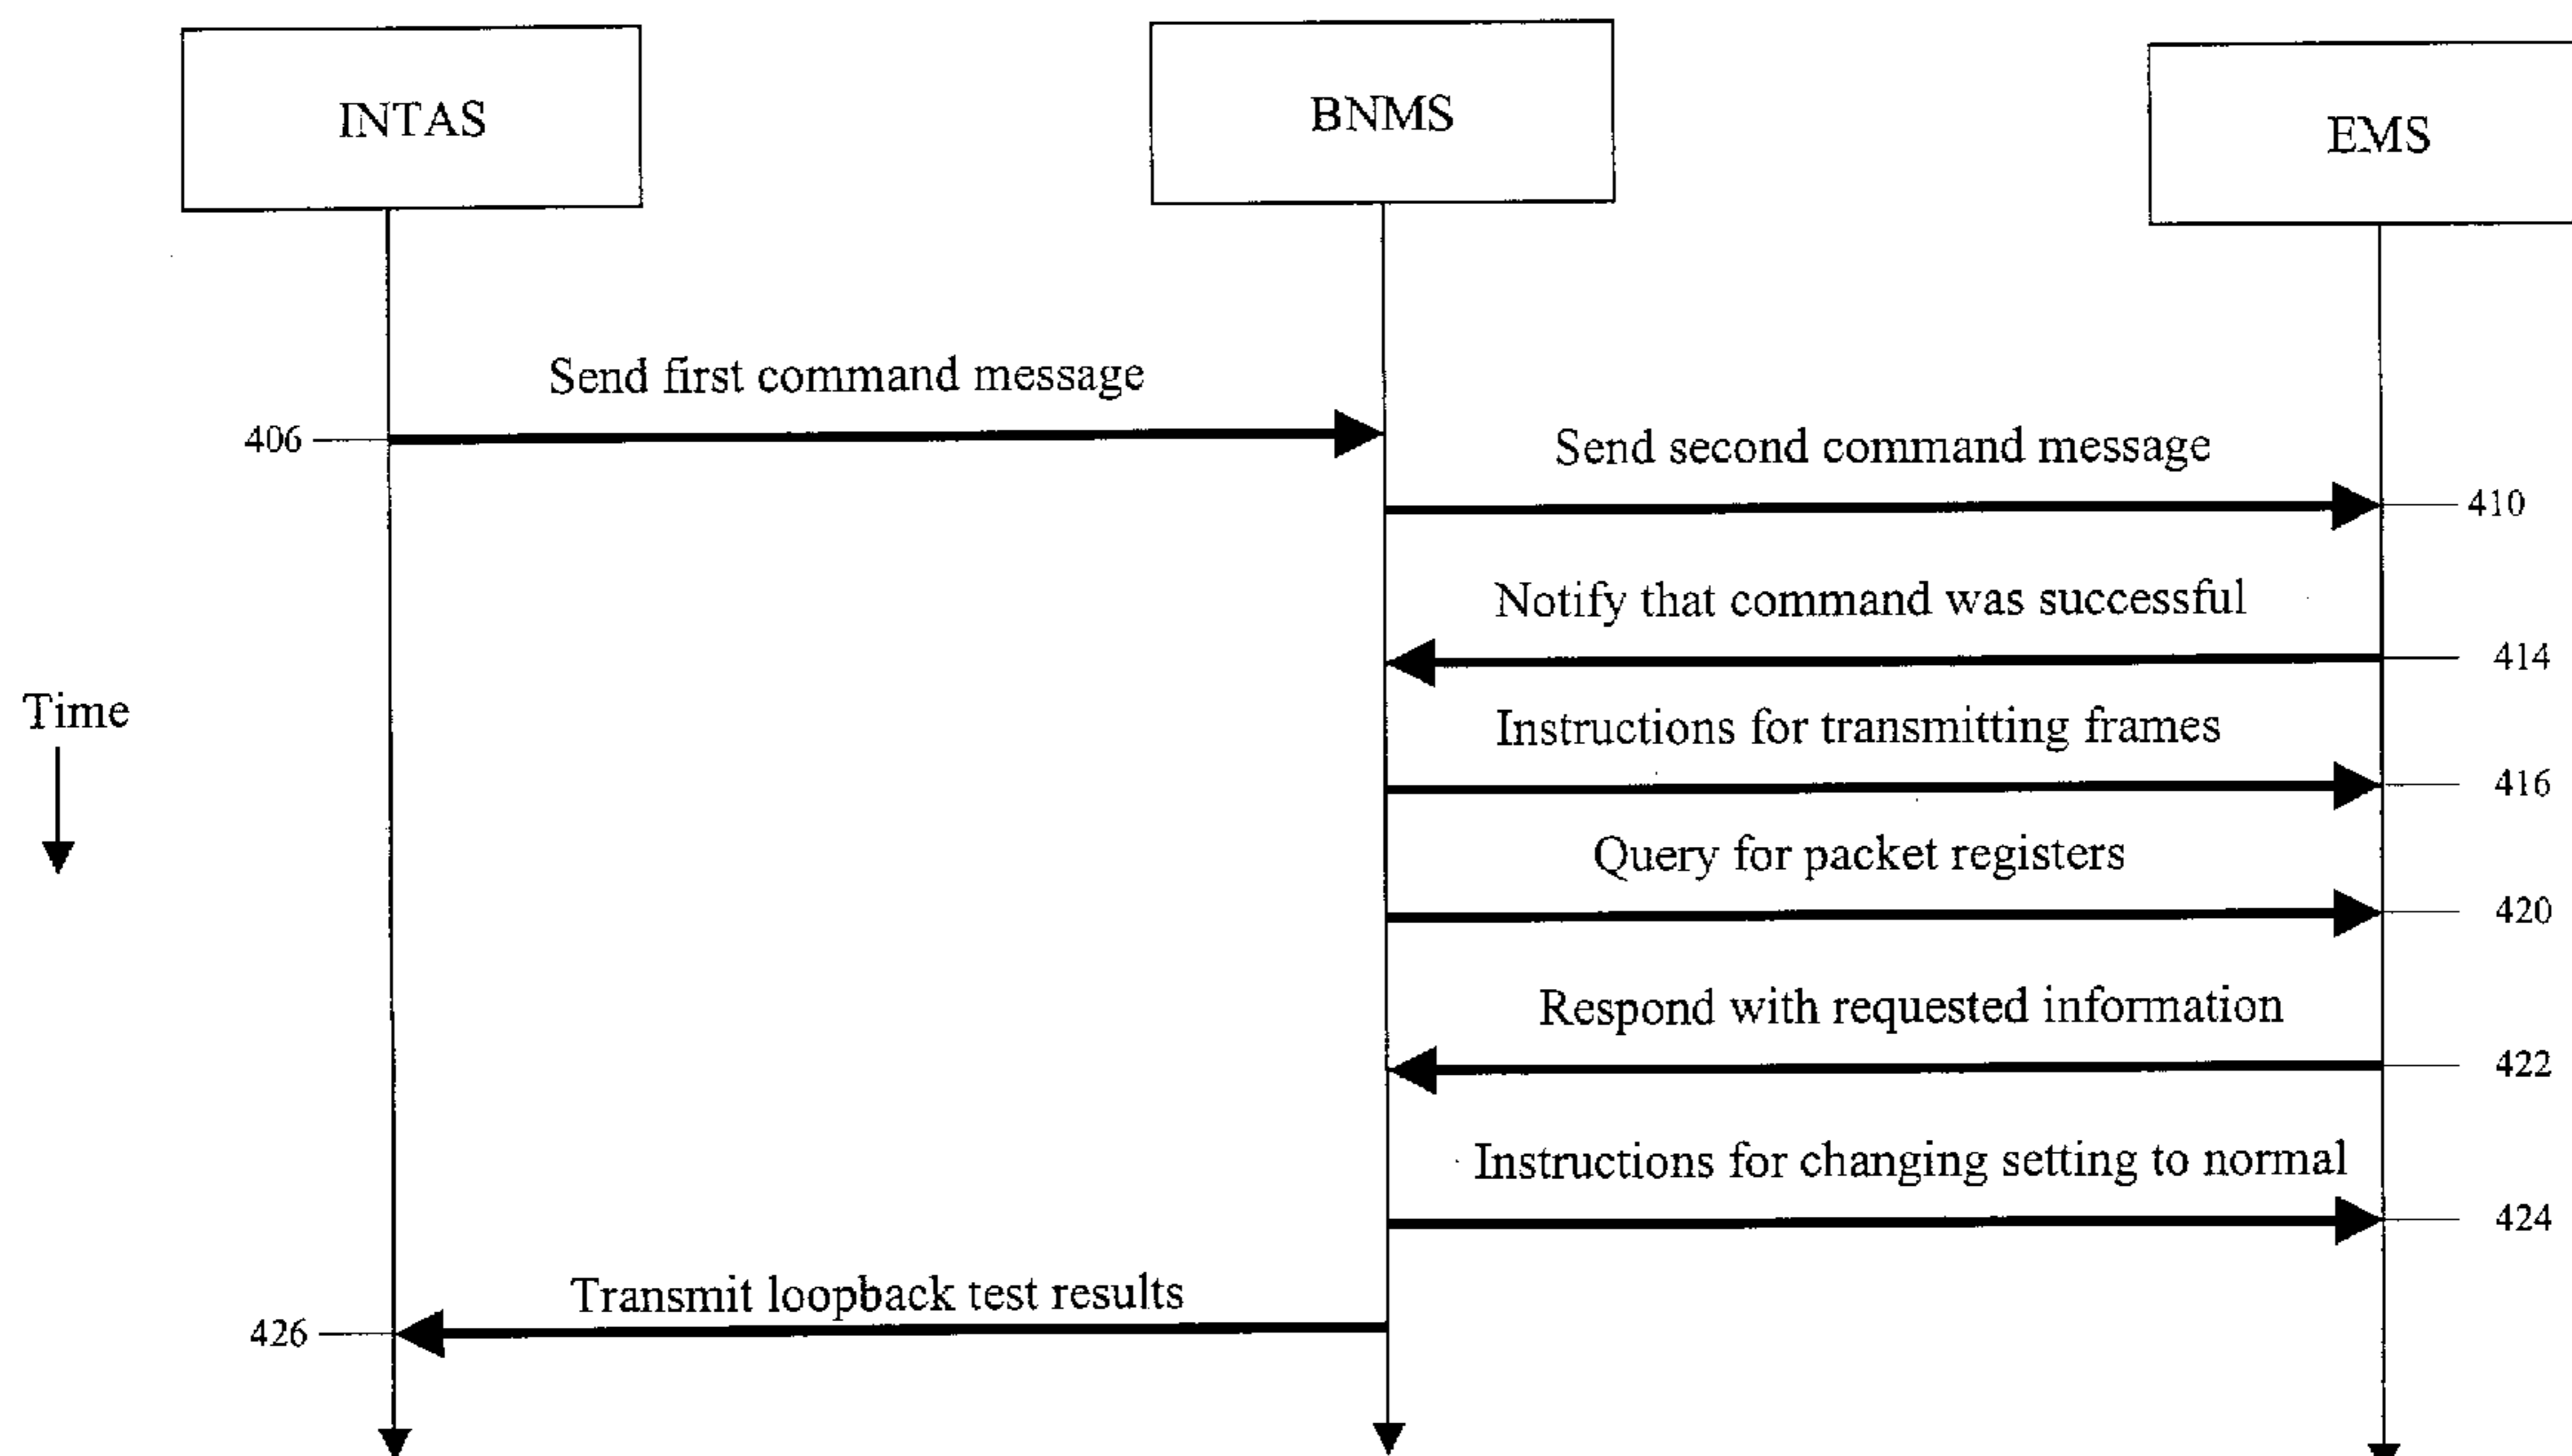 INTAS
BNMS
EMS
Send first command message
406
Send second command message
410
Notify that command was successful
414
Time
Instructions for transmitting frames
416
Query for packet registers
420
Respond with requested information
422
Instructions for changing setting to normal
424
Transmit loopback test results
426